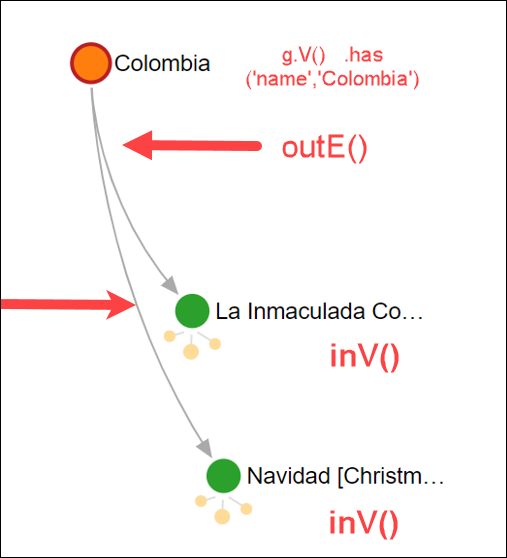 Colombia
g.V()   .has
('name','Colombia')
outE()
La Inmaculada Co…
inV()
Navidad [Christm…
inV()